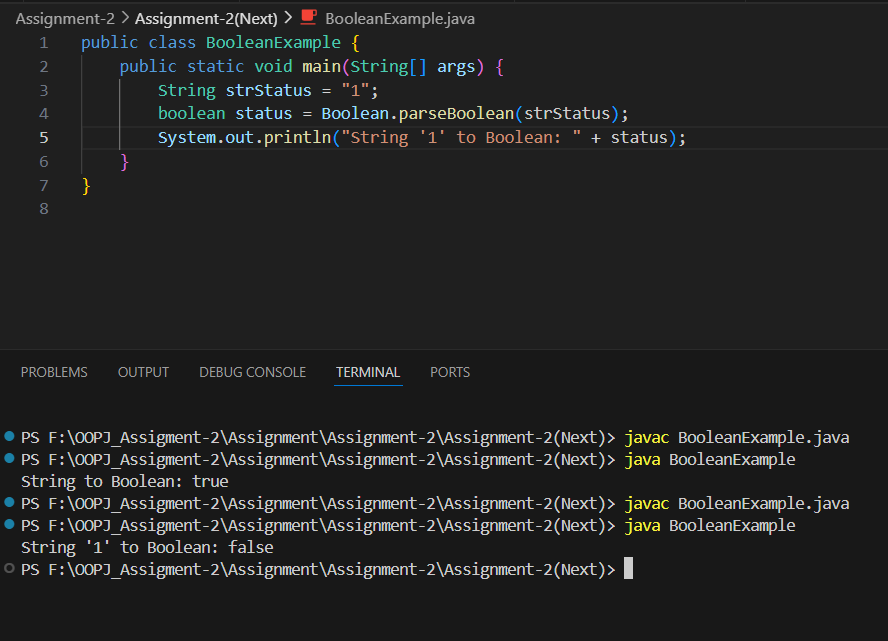 Assignment-2 > Assignment-2(Next) > BooleanExample.java
1 public class BooleanExample {
2     public static void main(String[] args) {
3         String strStatus = "1";
4         boolean status = Boolean.parseBoolean(strStatus);
5         System.out.println("String '1' to Boolean: " + status);
6     }
7 }
8
PROBLEMS OUTPUT DEBUG CONSOLE TERMINAL PORTS
PS F:\OOPJ_Assigment-2\Assignment\Assignment-2\Assignment-2(Next)> javac BooleanExample.java
PS F:\OOPJ_Assigment-2\Assignment\Assignment-2\Assignment-2(Next)> java BooleanExample
String to Boolean: true
PS F:\OOPJ_Assigment-2\Assignment\Assignment-2\Assignment-2(Next)> javac BooleanExample.java
PS F:\OOPJ_Assigment-2\Assignment\Assignment-2\Assignment-2(Next)> java BooleanExample
String '1' to Boolean: false
PS F:\OOPJ_Assigment-2\Assignment\Assignment-2\Assignment-2(Next)>